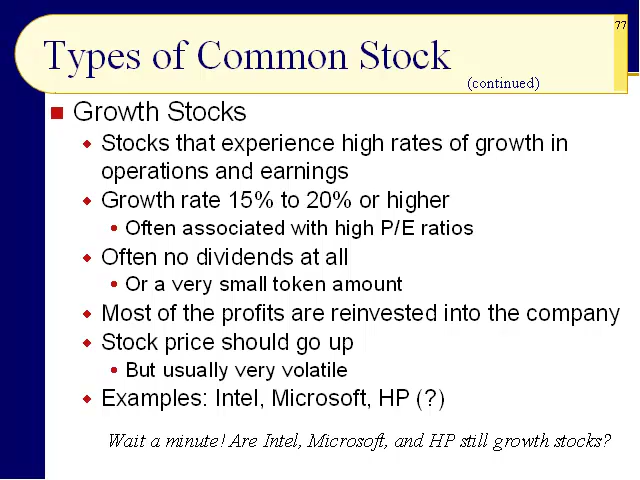 77
Types of Common Stock
(continued)
Growth Stocks
Stocks that experience high rates of growth in
operations and earnings
Growth rate 15% to 20% or higher
Often associated with high P/E ratios
Often no dividends at all
Or a very small token amount
Most of the profits are reinvested into the company
Stock price should go up
But usually very volatile
Examples: Intel, Microsoft, HP (?)
Wait a minute! Are Intel, Microsoft, and HP still growth stocks?